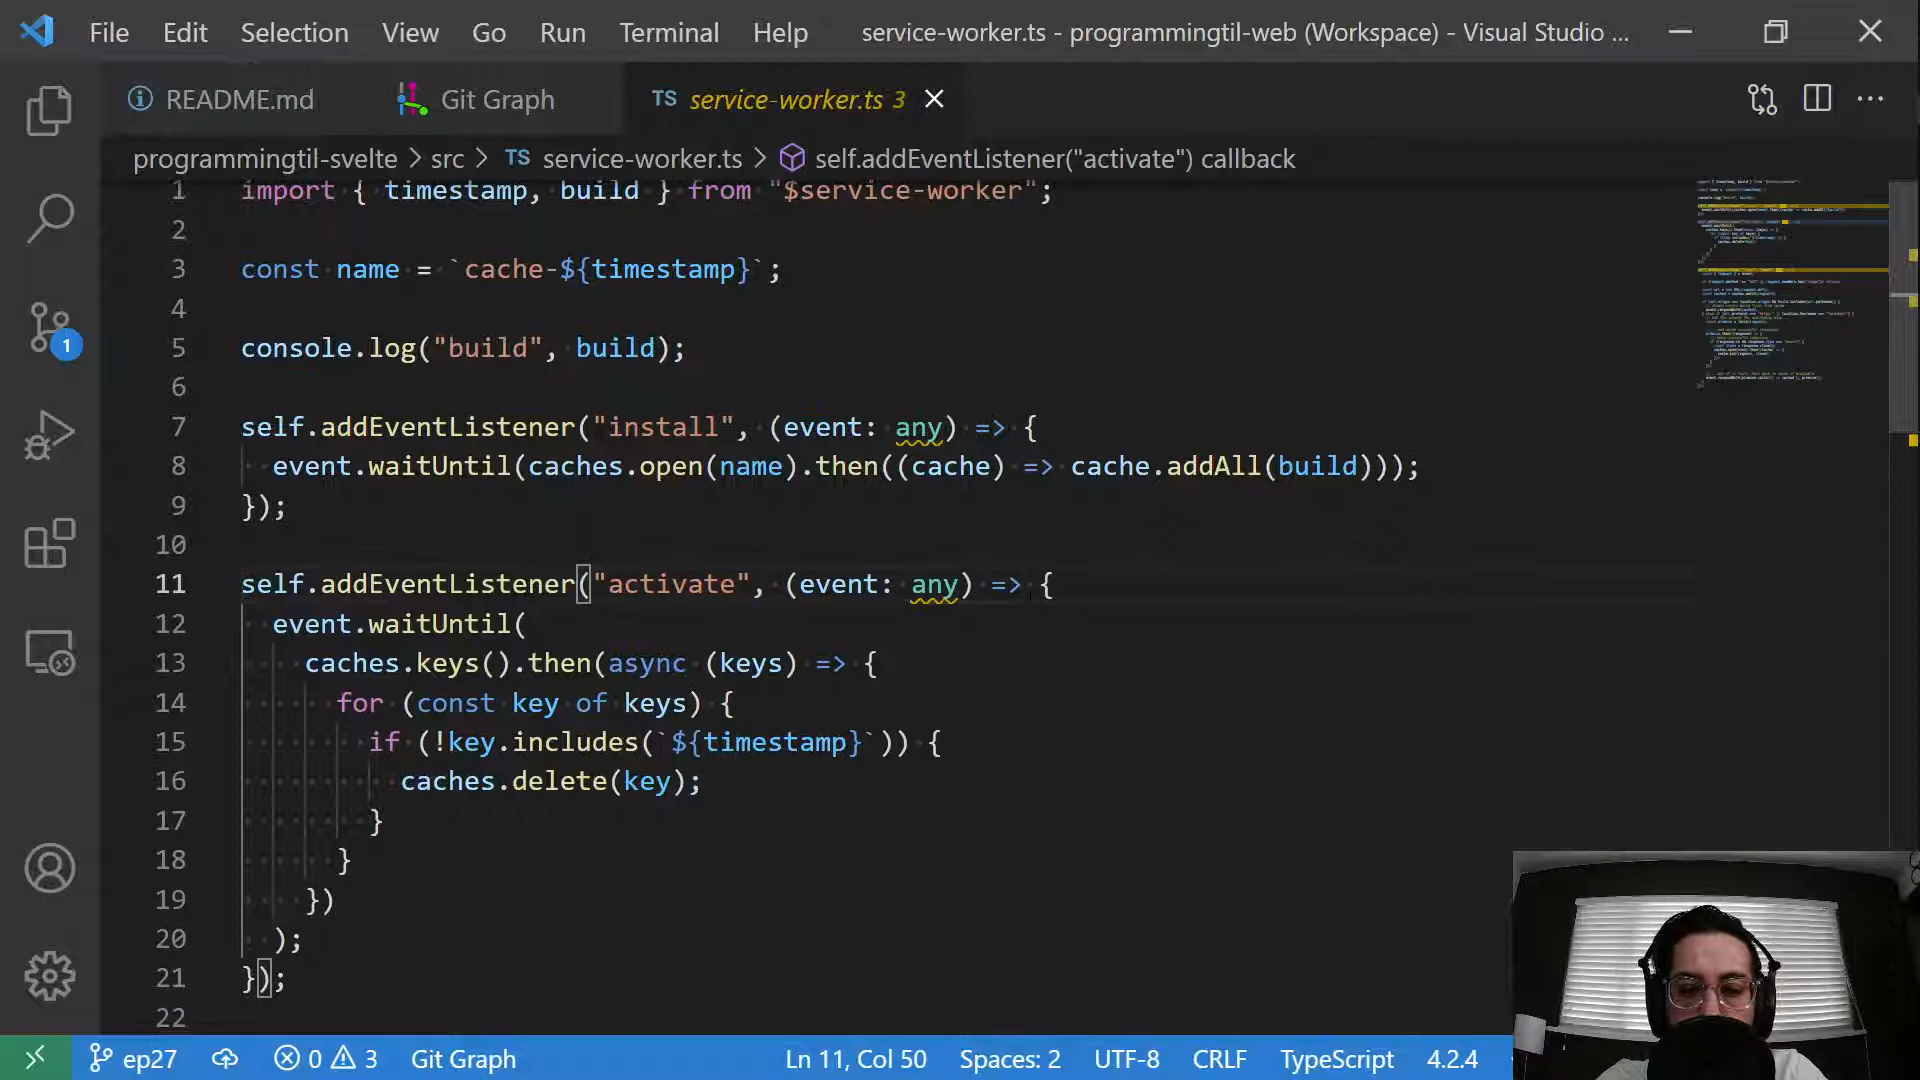 File Edit Selection View Go Run Terminal Help service-worker.ts - programmingtil-web (Workspace) - Visual Studio ...
README.md Git Graph TS service-worker.ts 3
programmingtil-svelte > src > TS service-worker.ts > self.addEventListener("activate") callback
1 import { timestamp, build } from "$service-worker";
2
3 const name = `cache-${timestamp}`;
4
5 console.log("build", build);
6
7 self.addEventListener("install", (event: any) => {
8 event.waitUntil(caches.open(name).then((cache) => cache.addAll(build)));
9 });
10
11 self.addEventListener("activate", (event: any) => {
12 event.waitUntil(
13 caches.keys().then(async (keys) => {
14 for (const key of keys) {
15 if (!key.includes(`${timestamp}`)) {
16 caches.delete(key);
17 }
18 }
19 })
20 );
21 });
22
1
ep27 0 3 Git Graph Ln 11, Col 50 Spaces: 2 UTF-8 CRLF TypeScript 4.2.4